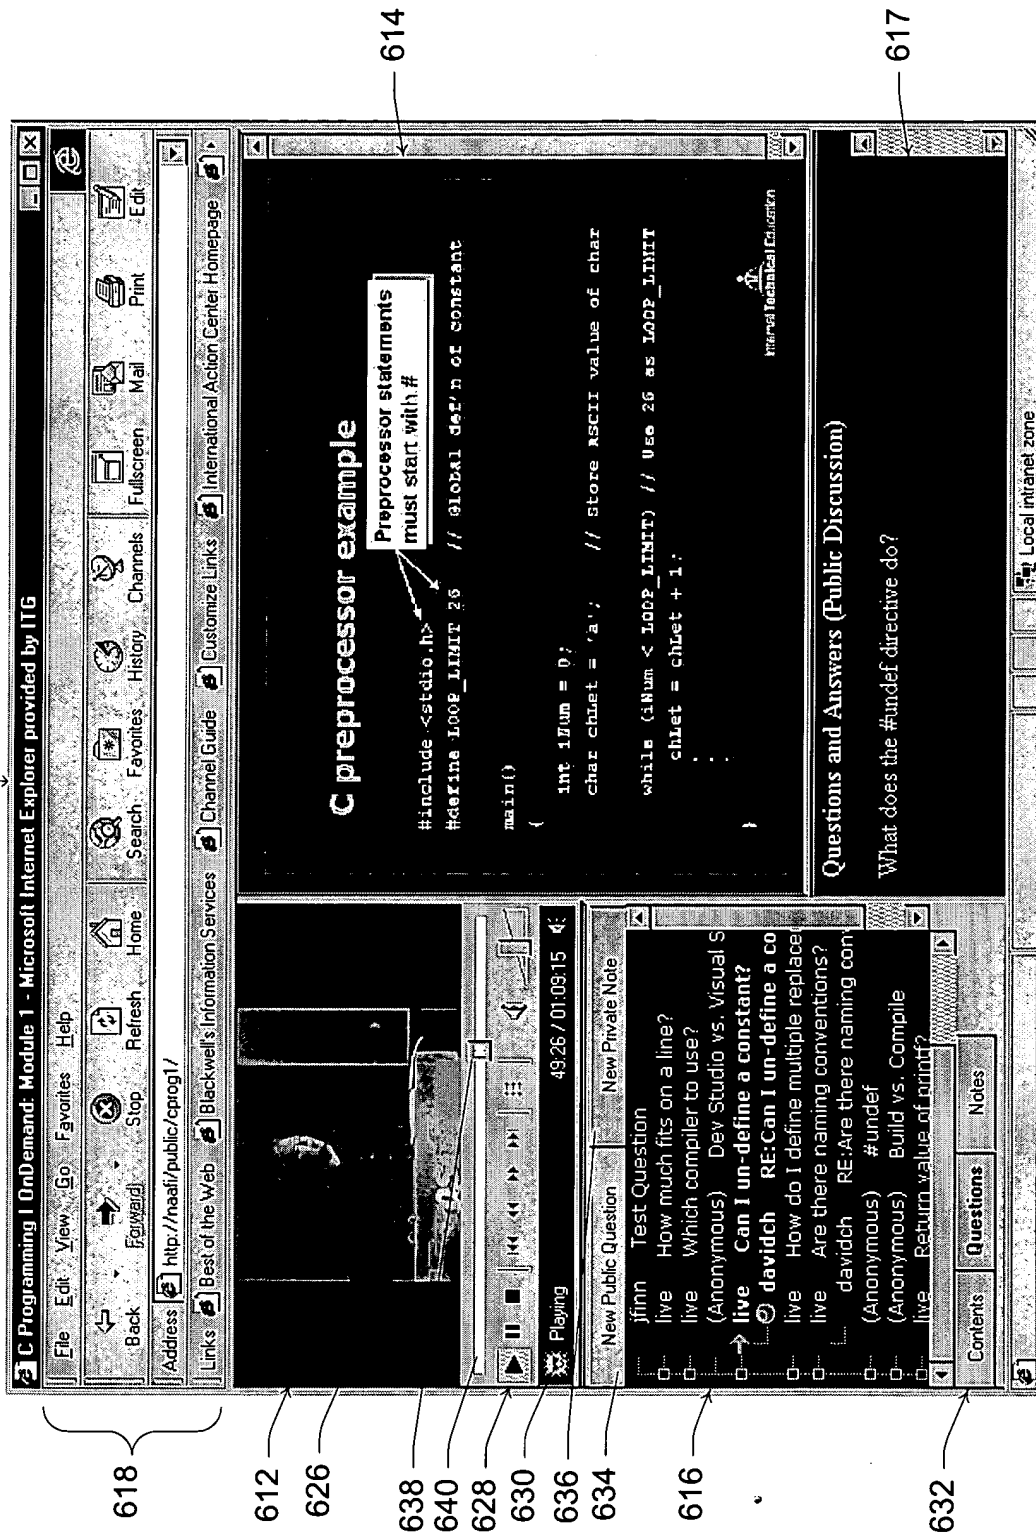 C Programming I OnDemand: Module 1 - Microsoft Internet Explorer provided by ITG
File Edit View Go Favorites Help
Back Forward Stop Refresh Home Search Favorites History Channels Fullscreen Mail Print Edit
Address http://naafi/public/cprog1/
Links Best of the Web Blackwell's Information Services Channel Guide Customize Links International Action Center Homepage
618
612
626
638
640
628
630
636
634
616
632
614
617
Playing 49:26 / 01:09:15
New Public Question New Private Note
jfinn Test Question
live How much fits on a line?
live Which compiler to use?
(Anonymous) Dev Studio vs. Visual S
live Can I un-define a constant?
davidch RE:Can I un-define a co
live How do I define multiple replace
live Are there naming conventions?
davidch RE:Are there naming conv
(Anonymous) #undef
(Anonymous) Build vs. Compile
live Return value of printf?
Contents Questions Notes
C preprocessor example
Preprocessor statements
must start with #
#include <stdio.h>
#define LOOP_LIMIT 26 // Global def'n of constant
main()
{
int iNum = 0;
char chLet = 'a'; // Store ASCII value of char
while (iNum < LOOP_LIMIT) // Use 26 as LOOP_LIMIT
chLet = chLet + 1;
.
.
.
}
Internal Technical Education
Questions and Answers (Public Discussion)
What does the #undef directive do?
Local intranet zone